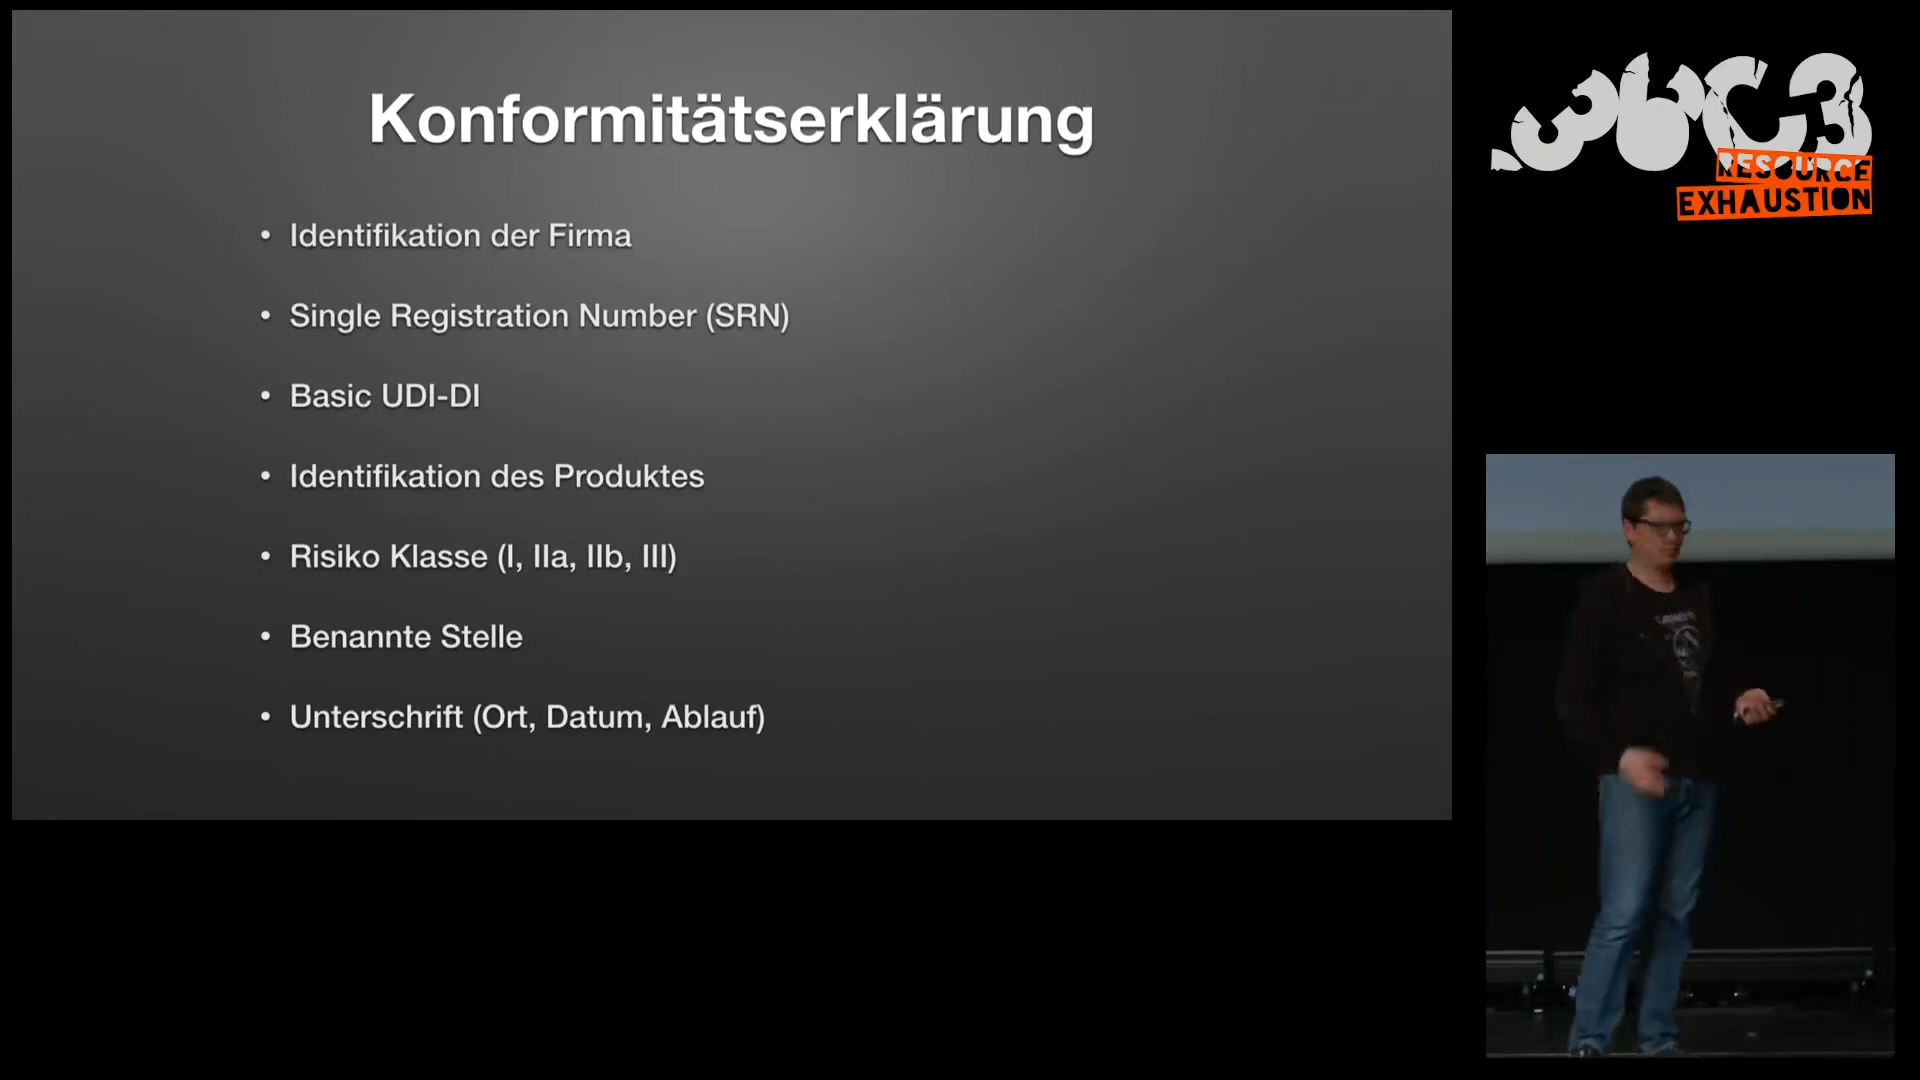 Konformitätserklärung
• Identifikation der Firma
• Single Registration Number (SRN)
• Basic UDI-DI
• Identifikation des Produktes
• Risiko Klasse (I, IIa, IIb, III)
• Benannte Stelle
• Unterschrift (Ort, Datum, Ablauf)
36C3
RESOURCE
EXHAUSTION